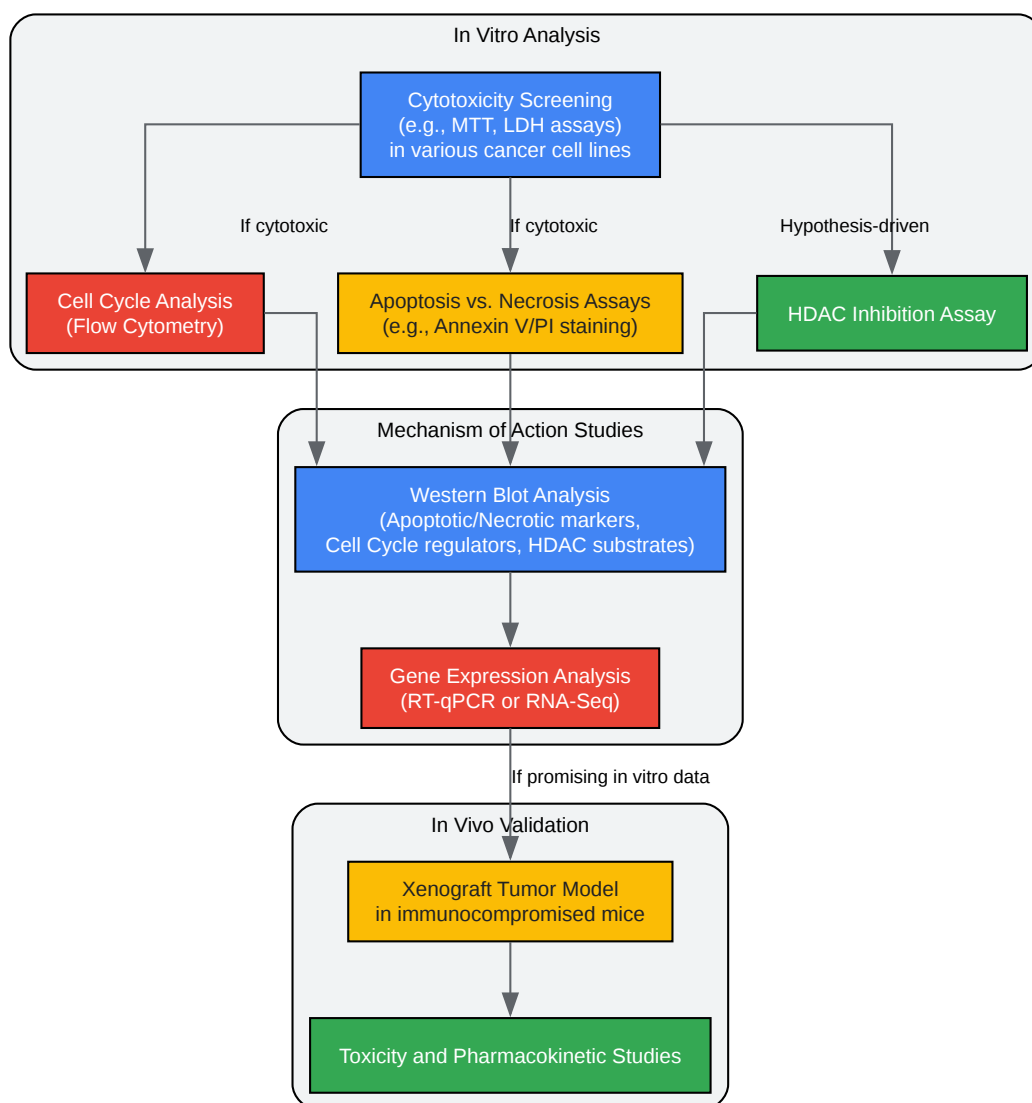 In Vitro Analysis
Cytotoxicity Screening
(e.g., MTT, LDH assays)
in various cancer cell lines
If cytotoxic
If cytotoxic
Hypothesis-driven
Cell Cycle Analysis
(Flow Cytometry)
Apoptosis vs. Necrosis Assays
(e.g., Annexin V/PI staining)
HDAC Inhibition Assay
Mechanism of Action Studies
Western Blot Analysis
(Apoptotic/Necrotic markers,
Cell Cycle regulators, HDAC substrates)
Gene Expression Analysis
(RT-qPCR or RNA-Seq)
If promising in vitro data
In Vivo Validation
Xenograft Tumor Model
in immunocompromised mice
Toxicity and Pharmacokinetic Studies